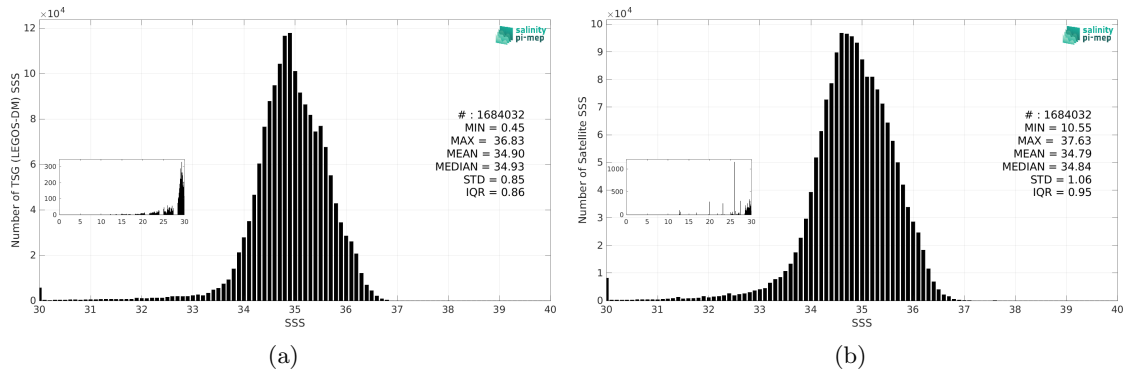 ×10⁴
12
10
8
6
4
2
0
Number of TSG (LEGOS-DM) SSS
salinity
pi-mep
# : 1684032
MIN = 0.45
MAX = 36.83
MEAN = 34.90
MEDIAN = 34.93
STD = 0.85
IQR = 0.86
300
200
100
0
0 5 10 15 20 25 30
30 31 32 33 34 35 36 37 38 39 40
SSS
(a)
×10⁴
10
9
8
7
6
5
4
3
2
1
0
Number of Satellite SSS
salinity
pi-mep
# : 1684032
MIN = 10.55
MAX = 37.63
MEAN = 34.79
MEDIAN = 34.84
STD = 1.06
IQR = 0.95
1000
500
0
0 5 10 15 20 25 30
30 31 32 33 34 35 36 37 38 39 40
SSS
(b)